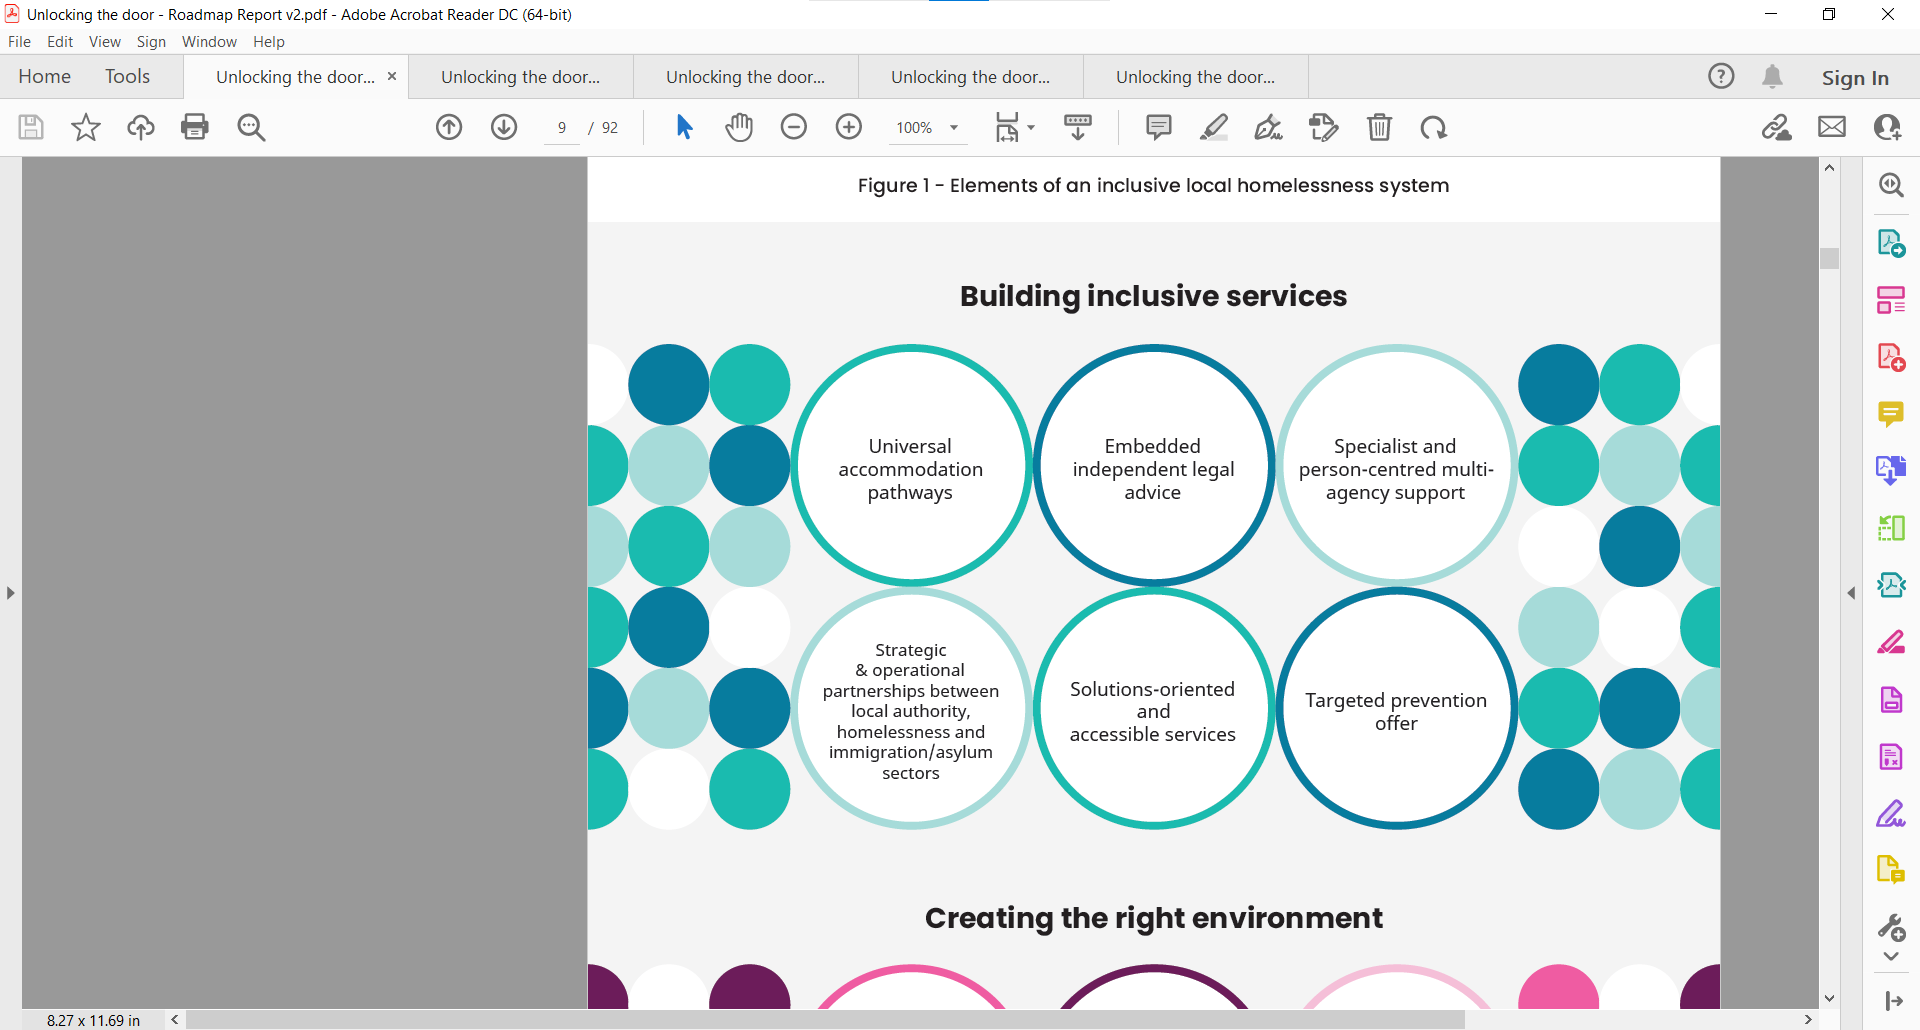 Unlocking the door - Roadmap Report v2.pdf - Adobe Acrobat Reader DC (64-bit)
File Edit View Sign Window Help
Home Tools Unlocking the door... × Unlocking the door... Unlocking the door... Unlocking the door... Unlocking the door... Sign In
9 / 92 100%
Figure 1 - Elements of an inclusive local homelessness system
Building inclusive services
Universal
accommodation
pathways
Embedded
independent legal
advice
Specialist and
person-centred multi-
agency support
Strategic
& operational
partnerships between
local authority,
homelessness and
immigration/asylum
sectors
Solutions-oriented
and
accessible services
Targeted prevention
offer
Creating the right environment
8.27 x 11.69 in